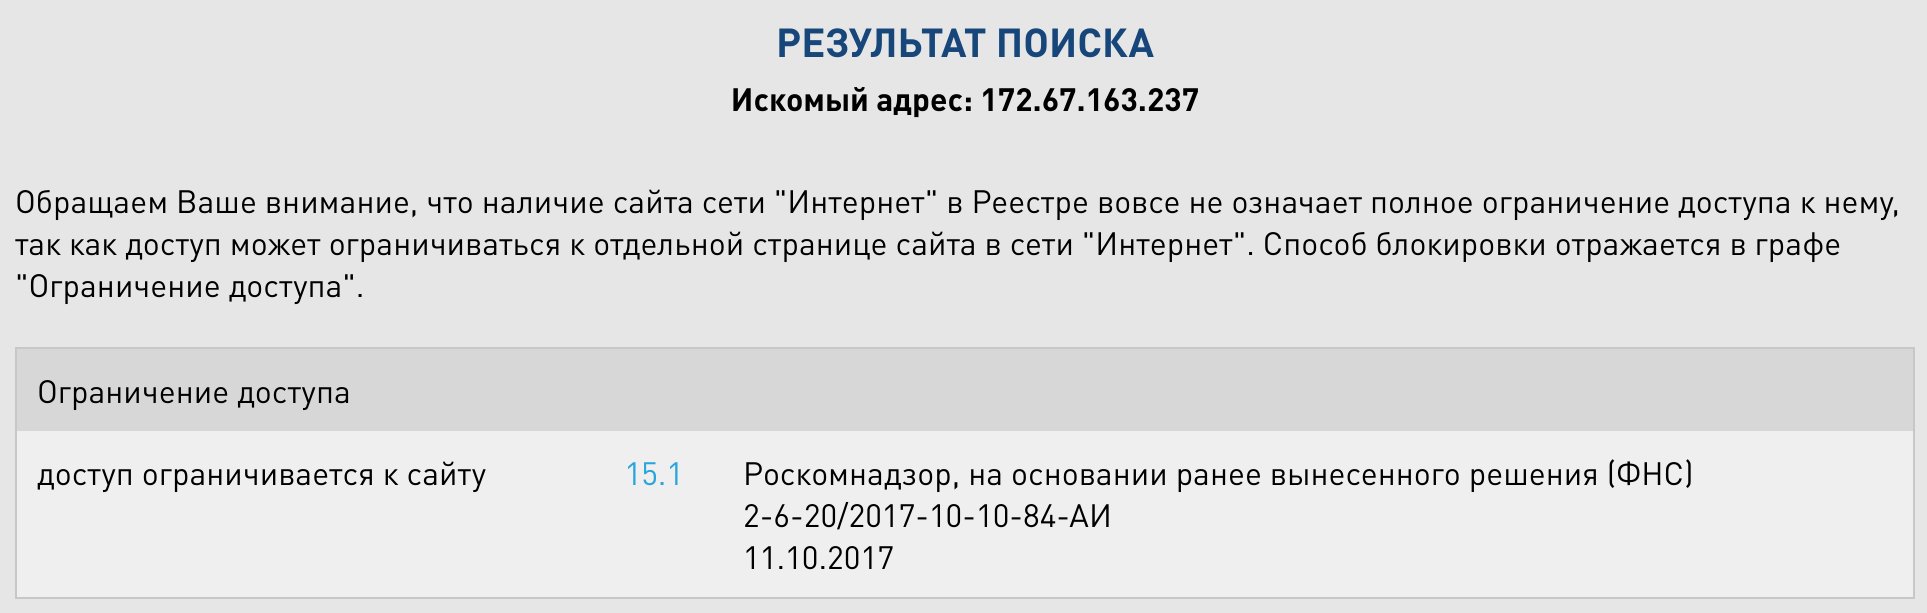 РЕЗУЛЬТАТ ПОИСКА
Искомый адрес: 172.67.163.237
Обращаем Ваше внимание, что наличие сайта сети "Интернет" в Реестре вовсе не означает полное ограничение доступа к нему,
так как доступ может ограничиваться к отдельной странице сайта в сети "Интернет". Способ блокировки отражается в графе
"Ограничение доступа".
Ограничение доступа
доступ ограничивается к сайту 15.1 Роскомнадзор, на основании ранее вынесенного решения (ФНС)
2-6-20/2017-10-10-84-АИ
11.10.2017